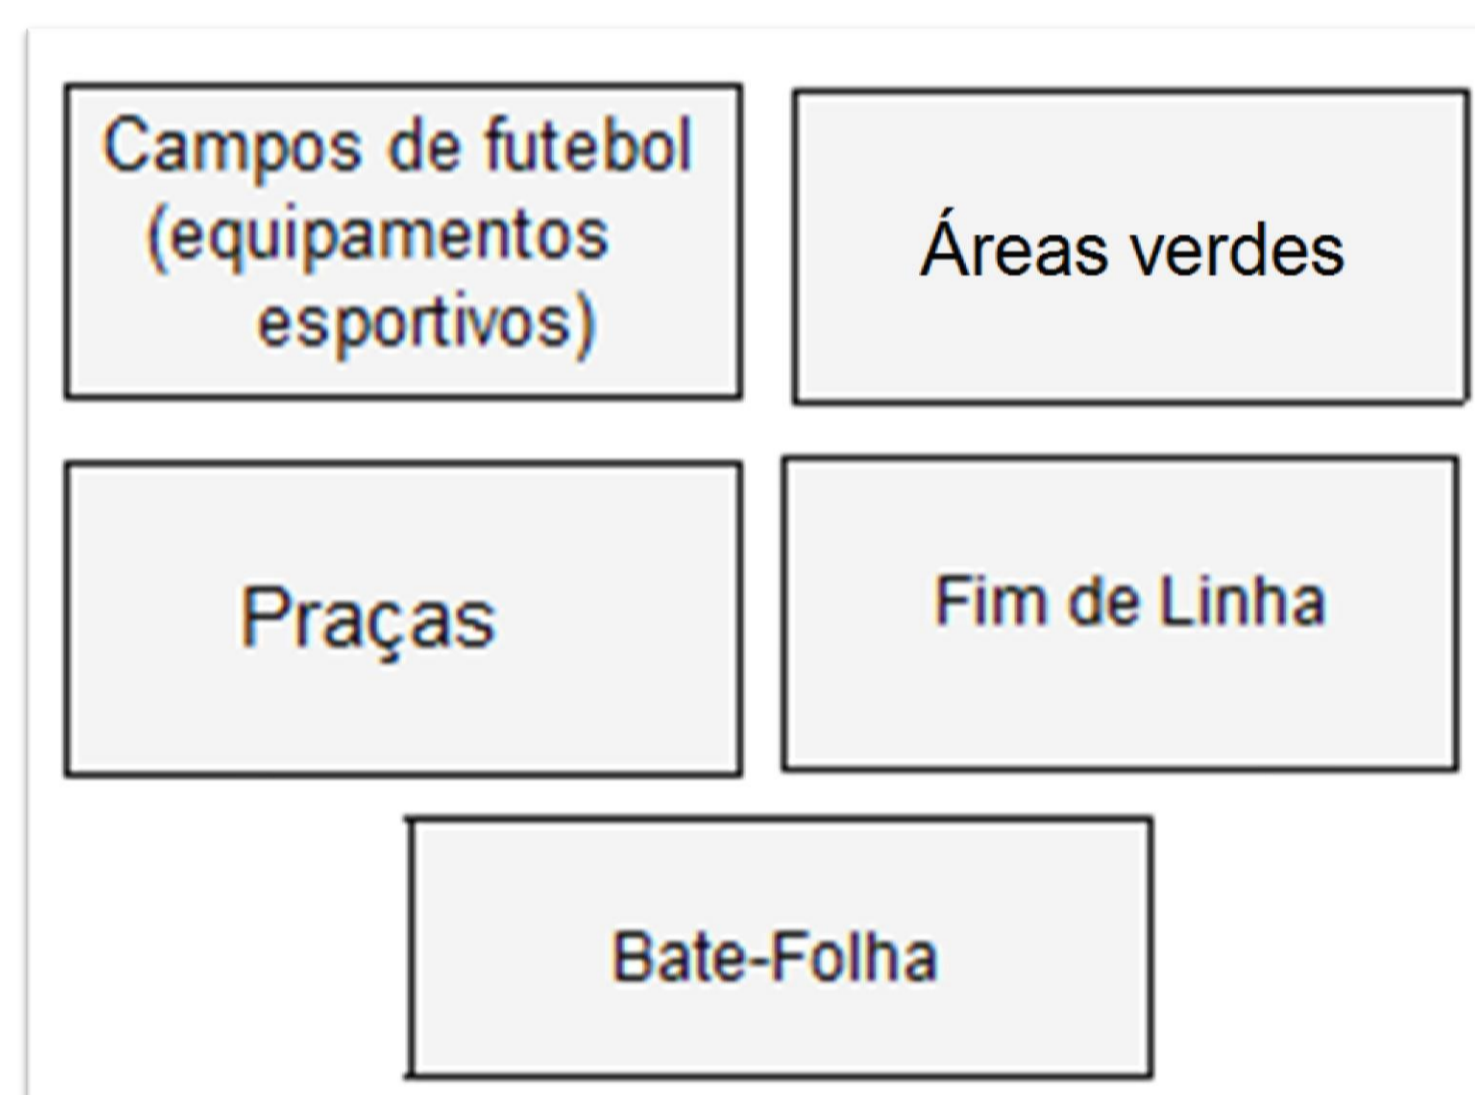 Campos de futebol
(equipamentos
esportivos)
Áreas verdes
Praças
Fim de Linha
Bate-Folha